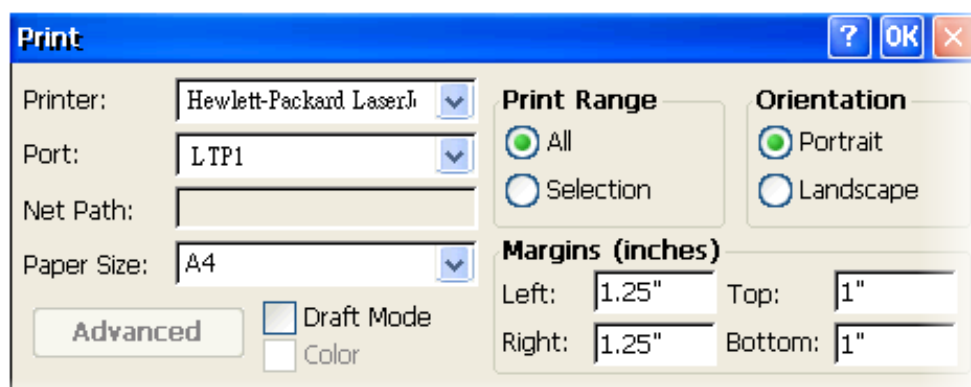 Print ? OK ×
Printer: Hewlett-Packard LaserJ
Port: LTP1
Net Path:
Paper Size: A4
Advanced
Draft Mode
Color
Print Range
All
Selection
Orientation
Portrait
Landscape
Margins (inches)
Left: 1.25" Top: 1"
Right: 1.25" Bottom: 1"